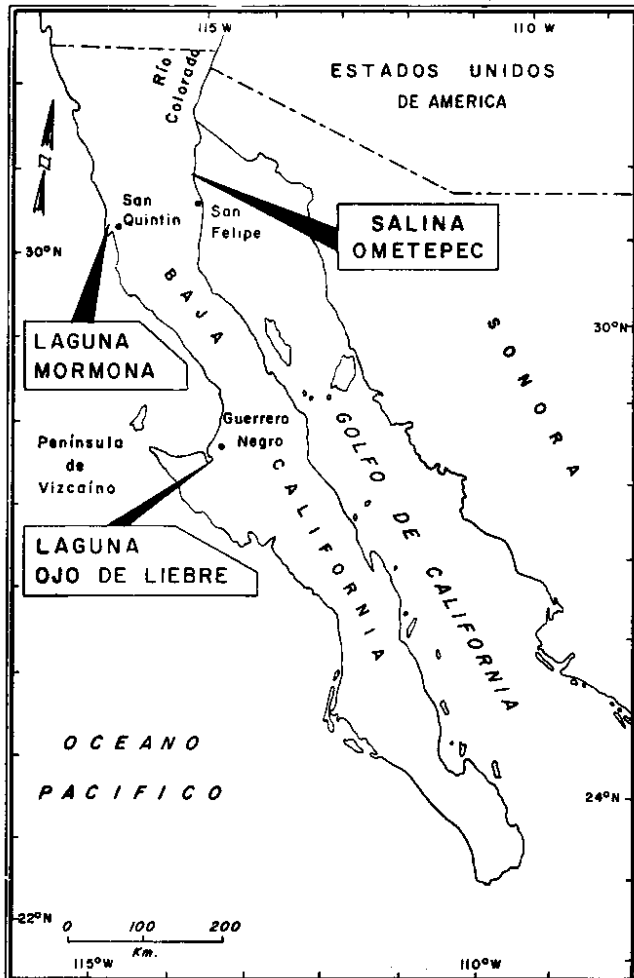 115 W
110 W
ESTADOS UNIDOS
DE AMERICA
Río
Colorado
San
Quintin
San
Felipe
SALINA
OMETEPEC
30°N
30°N
BAJA
CALIFORNIA
SONORA
LAGUNA
MORMONA
Guerrero
Negro
Península
de
Vizcaíno
GOLFO DE CALIFORNIA
LAGUNA
OJO DE LIEBRE
OCEANO
PACIFICO
24°N
22°N
0 100 200
Km.
115°W
110°W